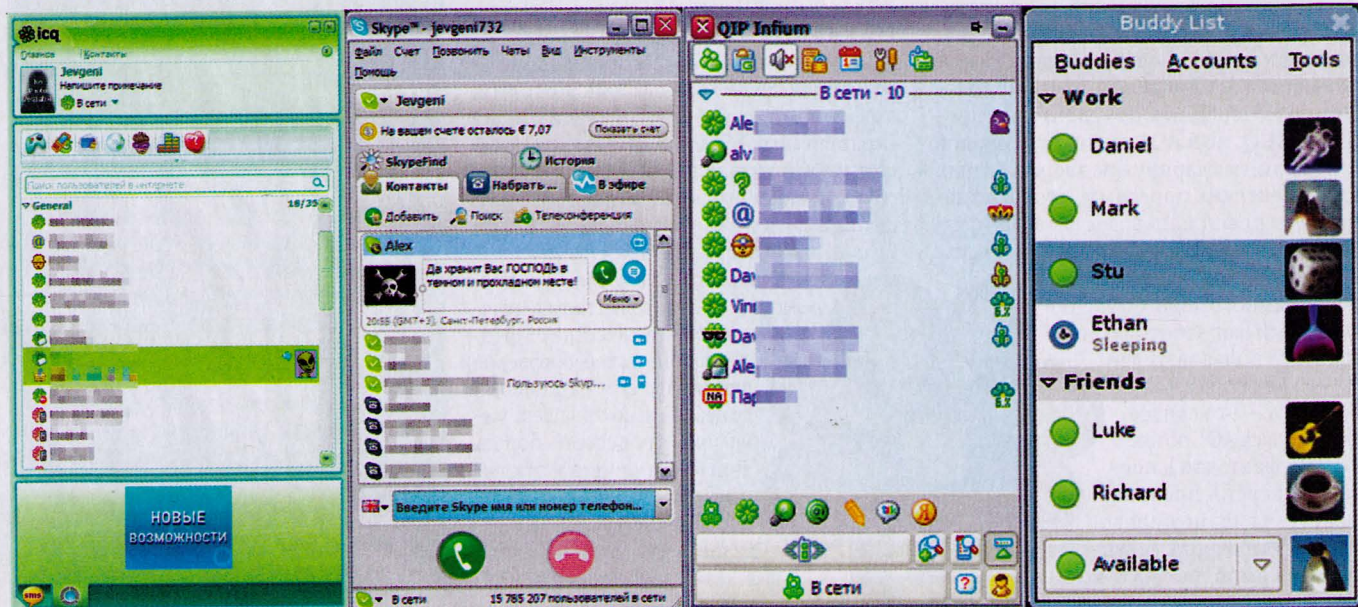 icq
Главное
Контакты
Jevgeni
Напишите примечание
В сети
Поиск пользователей в интернете
General
18/35
НОВЫЕ
ВОЗМОЖНОСТИ
sms
Skype™ - jevgeni732
Файл Счет Позвонить Чаты Вид Инструменты
Помощь
Jevgeni
На вашем счете осталось € 7,07
Показать счет
SkypeFind
История
Контакты
Набрать ...
В эфире
Добавить
Поиск
Телеконференция
Alex
Да хранит Вас ГОСПОДЬ в
темном и прохладном месте!
Меню
20:55 (GMT+3), Санкт-Петербург, Россия
Пользуюсь Skyp...
Введите Skype имя или номер телефон...
В сети
15 785 207 пользователей в сети
QIP Infium
В сети - 10
Ale
alv
Dav
Vin
Dav
Ale
NA
Пар
В сети
Buddy List
Buddies Accounts Tools
Work
Daniel
Mark
Stu
Ethan
Sleeping
Friends
Luke
Richard
Available